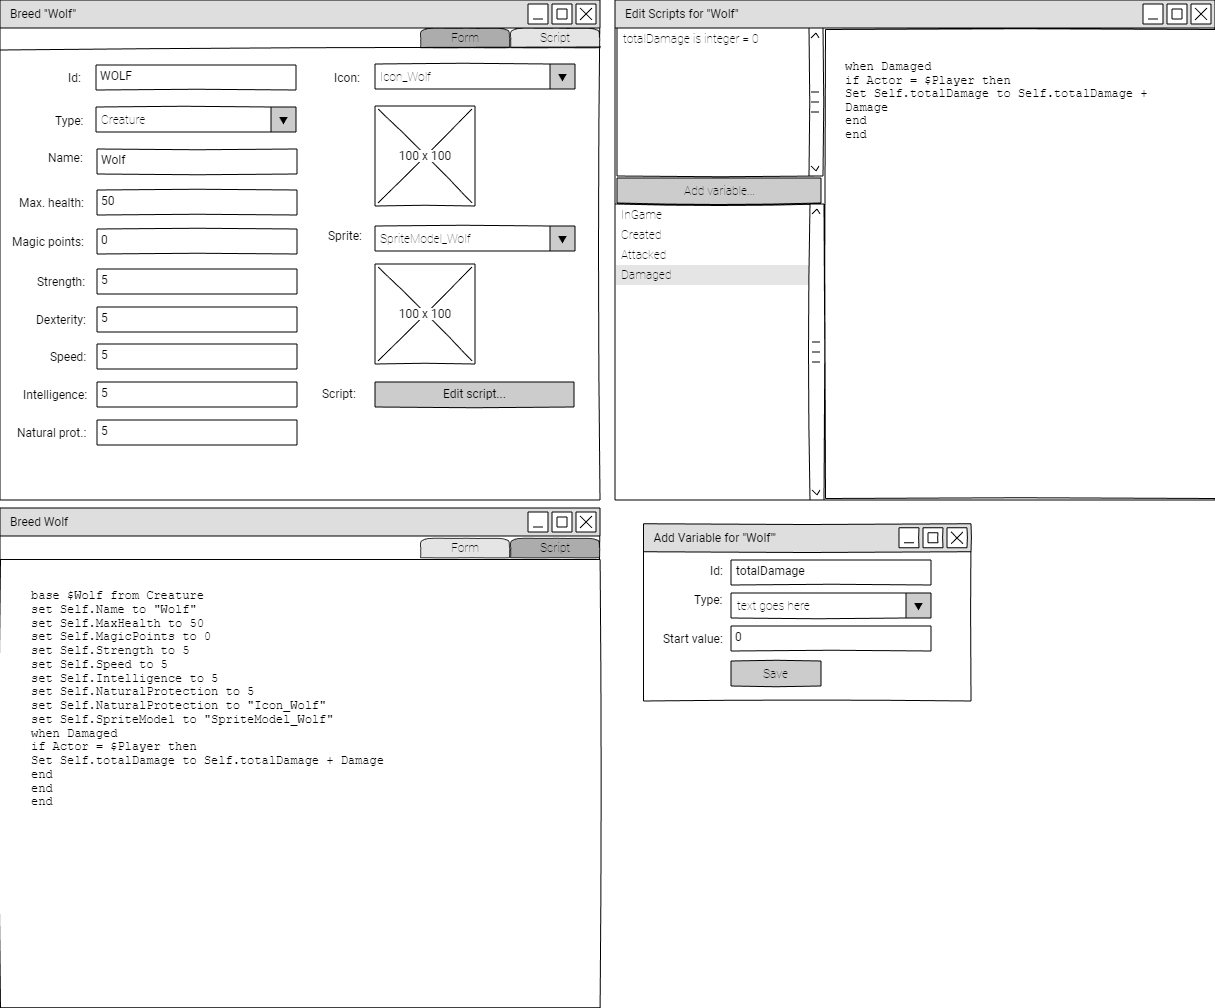 Breed "Wolf"
Form
Script
Id:
WOLF
Type:
Creature
Name:
Wolf
Max. health:
50
Magic points:
0
Strength:
5
Dexterity:
5
Speed:
5
Intelligence:
5
Natural prot.:
5
Icon:
Icon_Wolf
100 x 100
Sprite:
SpriteModel_Wolf
100 x 100
Script:
Edit script...
Edit Scripts for "Wolf"
totalDamage is integer = 0
Add variable...
InGame
Created
Attacked
Damaged
when Damaged
if Actor = $Player then
Set Self.totalDamage to Self.totalDamage +
Damage
end
end
Breed Wolf
Form
Script
base $Wolf from Creature
set Self.Name to "Wolf"
set Self.MaxHealth to 50
set Self.MagicPoints to 0
set Self.Strength to 5
set Self.Speed to 5
set Self.Intelligence to 5
set Self.NaturalProtection to 5
set Self.NaturalProtection to "Icon_Wolf"
set Self.SpriteModel to "SpriteModel_Wolf"
when Damaged
if Actor = $Player then
Set Self.totalDamage to Self.totalDamage + Damage
end
end
end
Add Variable for "Wolf"
Id:
totalDamage
Type:
text goes here
Start value:
0
Save